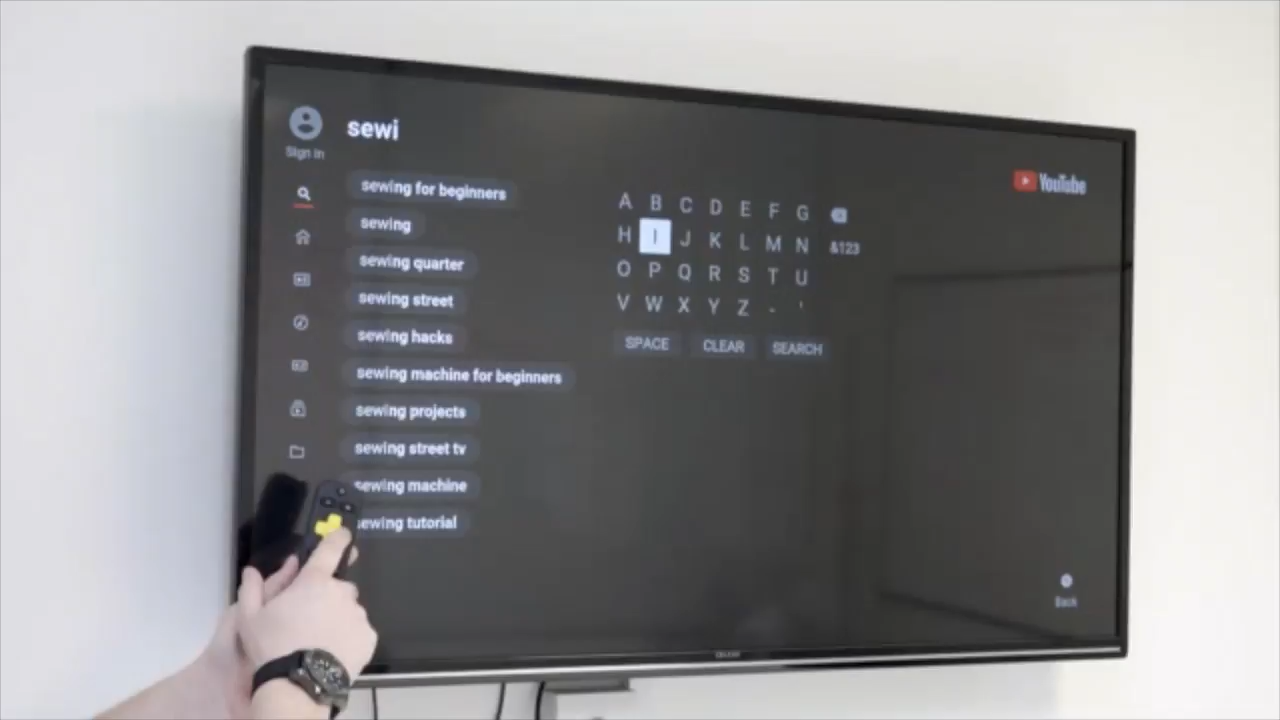 sewi
Sign in
YouTube
sewing for beginners
sewing
sewing quarter
sewing street
sewing hacks
sewing machine for beginners
sewing projects
sewing street tv
sewing machine
sewing tutorial
A B C D E F G
H I J K L M N &123
O P Q R S T U
V W X Y Z - '
SPACE CLEAR SEARCH
Back